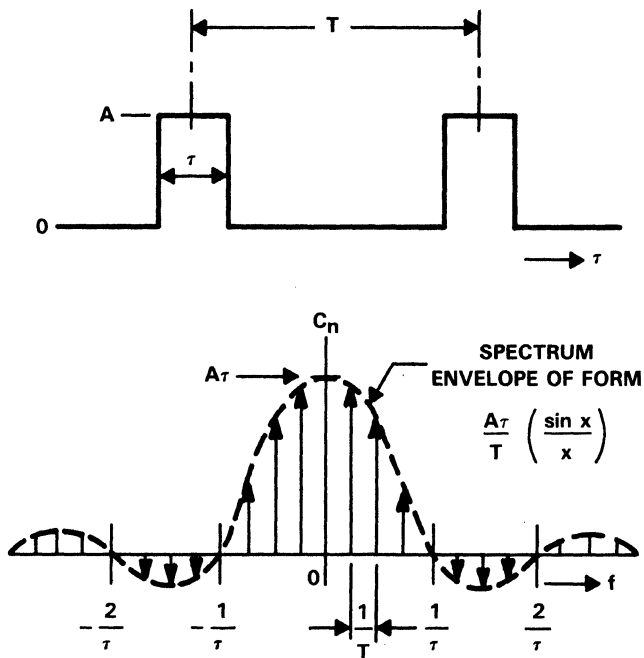 T
A
τ
0
τ
Cn
Aτ
SPECTRUM
ENVELOPE OF FORM
Aτ/T (sin x/x)
0
f
-2/τ -1/τ 1/T 1/τ 2/τ